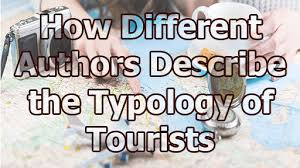 How Different
Authors Describe
the Typology of
Tourists